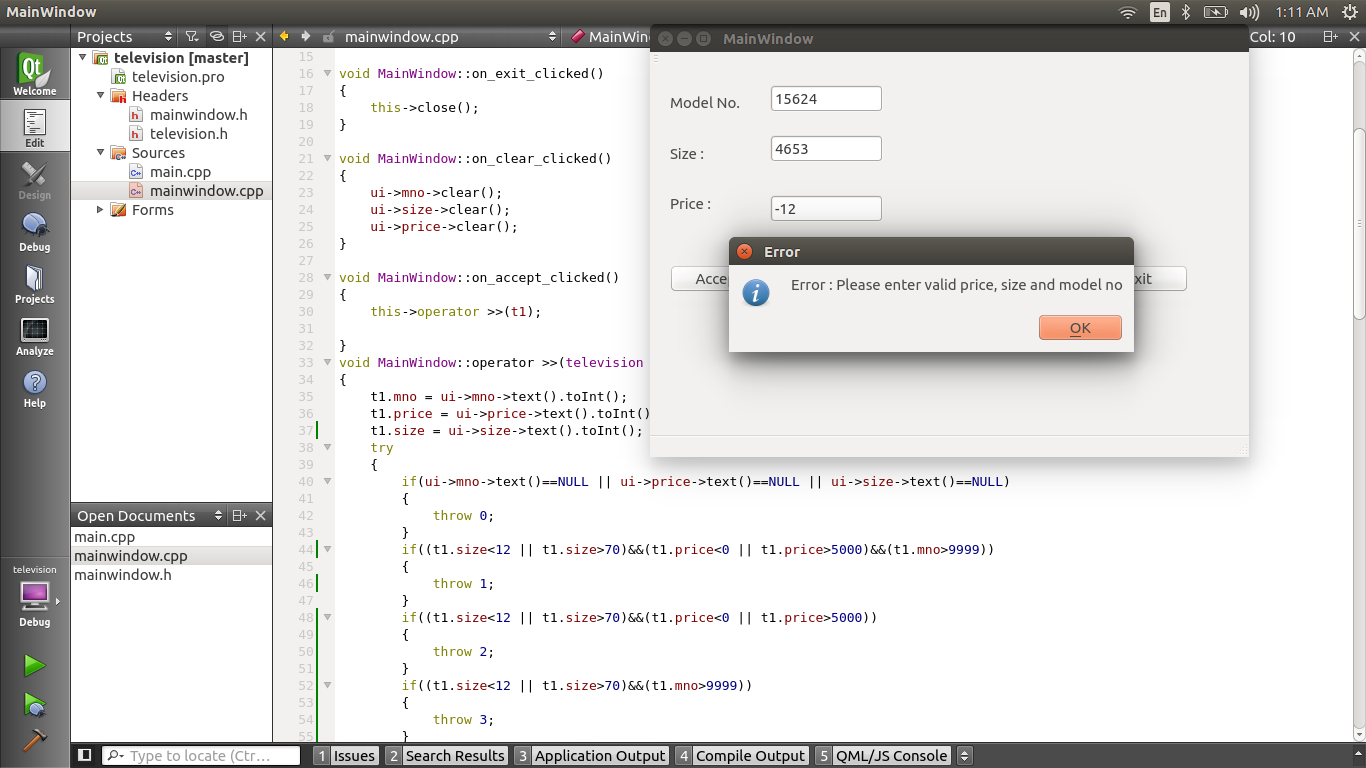 MainWindow
En
1:11 AM
Projects
mainwindow.cpp
MainWin
Col: 10
Welcome
Edit
Design
Debug
Projects
Analyze
Help
television
Debug
television [master]
television.pro
Headers
mainwindow.h
television.h
Sources
main.cpp
mainwindow.cpp
Forms
Open Documents
main.cpp
mainwindow.cpp
mainwindow.h
15
16 void MainWindow::on_exit_clicked()
17 {
18 this->close();
19 }
20
21 void MainWindow::on_clear_clicked()
22 {
23 ui->mno->clear();
24 ui->size->clear();
25 ui->price->clear();
26 }
27
28 void MainWindow::on_accept_clicked()
29 {
30 this->operator >>(t1);
31
32 }
33 void MainWindow::operator >>(television
34 {
35 t1.mno = ui->mno->text().toInt();
36 t1.price = ui->price->text().toInt()
37 t1.size = ui->size->text().toInt();
38 try
39 {
40 if(ui->mno->text()==NULL || ui->price->text()==NULL || ui->size->text()==NULL)
41 {
42 throw 0;
43 }
44 if((t1.size<12 || t1.size>70)&&(t1.price<0 || t1.price>5000)&&(t1.mno>9999))
45 {
46 throw 1;
47 }
48 if((t1.size<12 || t1.size>70)&&(t1.price<0 || t1.price>5000))
49 {
50 throw 2;
51 }
52 if((t1.size<12 || t1.size>70)&&(t1.mno>9999))
53 {
54 throw 3;
55 }
MainWindow
Model No. 15624
Size : 4653
Price : -12
Acce
xit
Error
Error : Please enter valid price, size and model no
OK
Type to locate (Ctr...
1 Issues 2 Search Results 3 Application Output 4 Compile Output 5 QML/JS Console